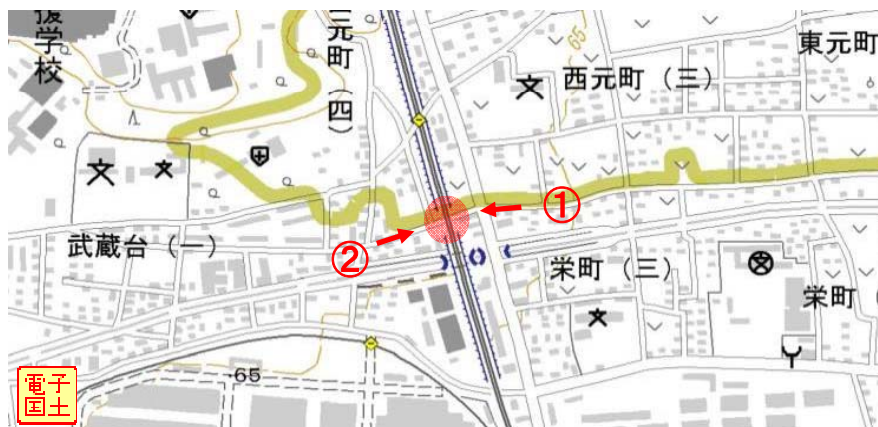 援学校
元町（四）
西元町（三）
東元町
65
①
②
武蔵台（一）
栄町（三）
栄町（
・65
電子
国土